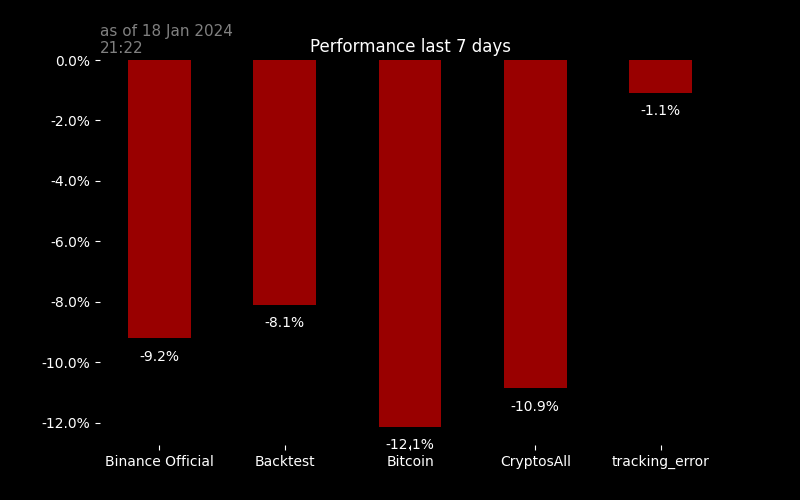 as of 18 Jan 2024
21:22
Performance last 7 days
0.0%
-2.0%
-4.0%
-6.0%
-8.0%
-10.0%
-12.0%
-9.2%
-8.1%
-12.1%
-10.9%
-1.1%
Binance Official
Backtest
Bitcoin
CryptosAll
tracking_error